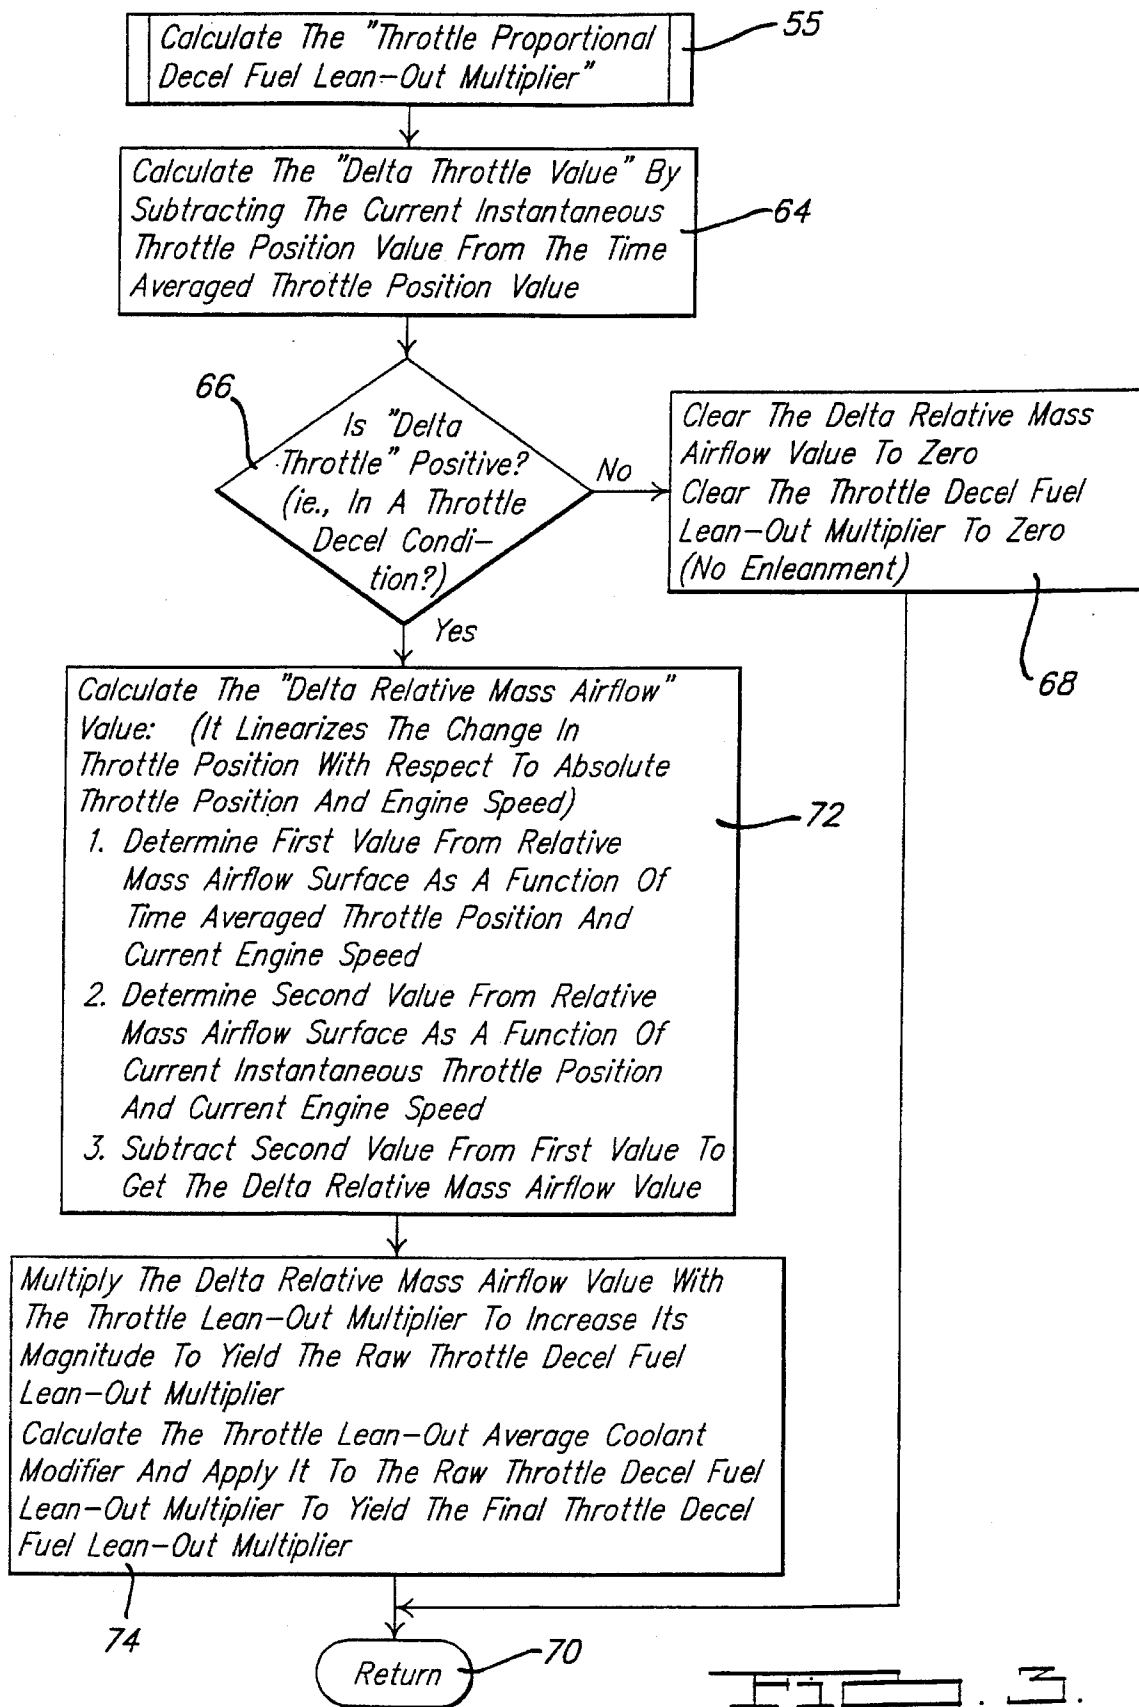 Calculate The "Throttle Proportional
Decel Fuel Lean-Out Multiplier"
55
Calculate The "Delta Throttle Value" By
Subtracting The Current Instantaneous
Throttle Position Value From The Time
Averaged Throttle Position Value
64
66
Is "Delta
Throttle" Positive?
(ie., In A Throttle
Decel Condi-
tion?)
No
Yes
Clear The Delta Relative Mass
Airflow Value To Zero
Clear The Throttle Decel Fuel
Lean-Out Multiplier To Zero
(No Enleanment)
68
Calculate The "Delta Relative Mass Airflow"
Value: (It Linearizes The Change In
Throttle Position With Respect To Absolute
Throttle Position And Engine Speed)
1. Determine First Value From Relative
Mass Airflow Surface As A Function Of
Time Averaged Throttle Position And
Current Engine Speed
2. Determine Second Value From Relative
Mass Airflow Surface As A Function Of
Current Instantaneous Throttle Position
And Current Engine Speed
3. Subtract Second Value From First Value To
Get The Delta Relative Mass Airflow Value
72
Multiply The Delta Relative Mass Airflow Value With
The Throttle Lean-Out Multiplier To Increase Its
Magnitude To Yield The Raw Throttle Decel Fuel
Lean-Out Multiplier
Calculate The Throttle Lean-Out Average Coolant
Modifier And Apply It To The Raw Throttle Decel Fuel
Lean-Out Multiplier To Yield The Final Throttle Decel
Fuel Lean-Out Multiplier
74
Return
70
FIG. 3.